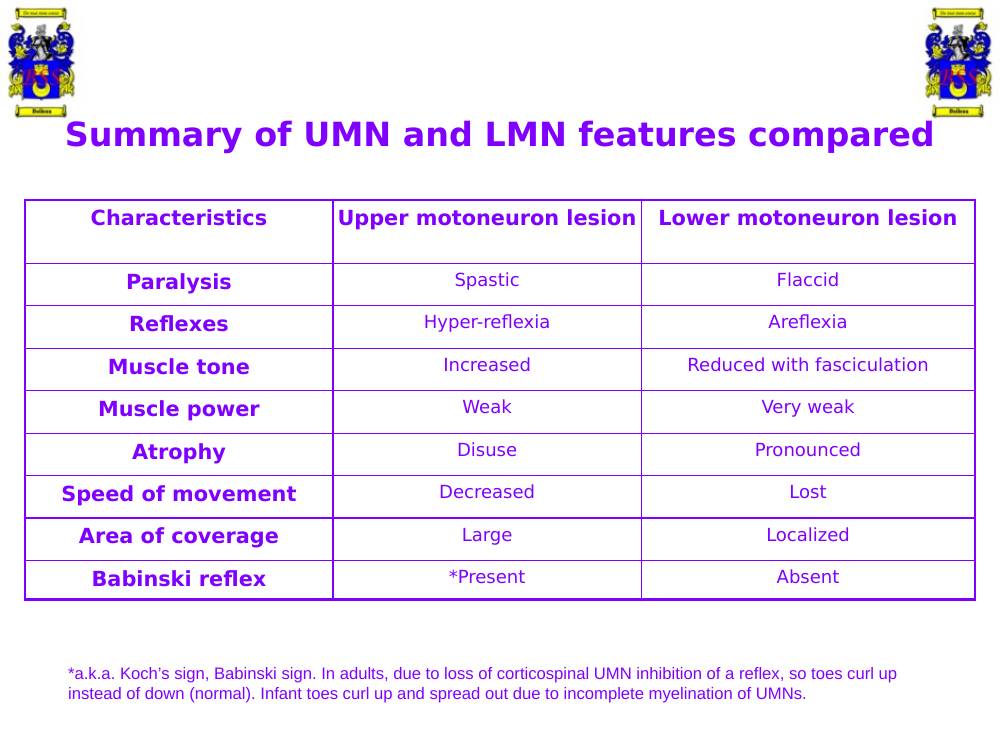 Summary of UMN and LMN features compared
Characteristics Upper motoneuron lesion Lower motoneuron lesion
Paralysis Spastic Flaccid
Reflexes Hyper-reflexia Areflexia
Muscle tone Increased Reduced with fasciculation
Muscle power Weak Very weak
Atrophy Disuse Pronounced
Speed of movement Decreased Lost
Area of coverage Large Localized
Babinski reflex *Present Absent
*a.k.a. Koch's sign, Babinski sign. In adults, due to loss of corticospinal UMN inhibition of a reflex, so toes curl up
instead of down (normal). Infant toes curl up and spread out due to incomplete myelination of UMNs.